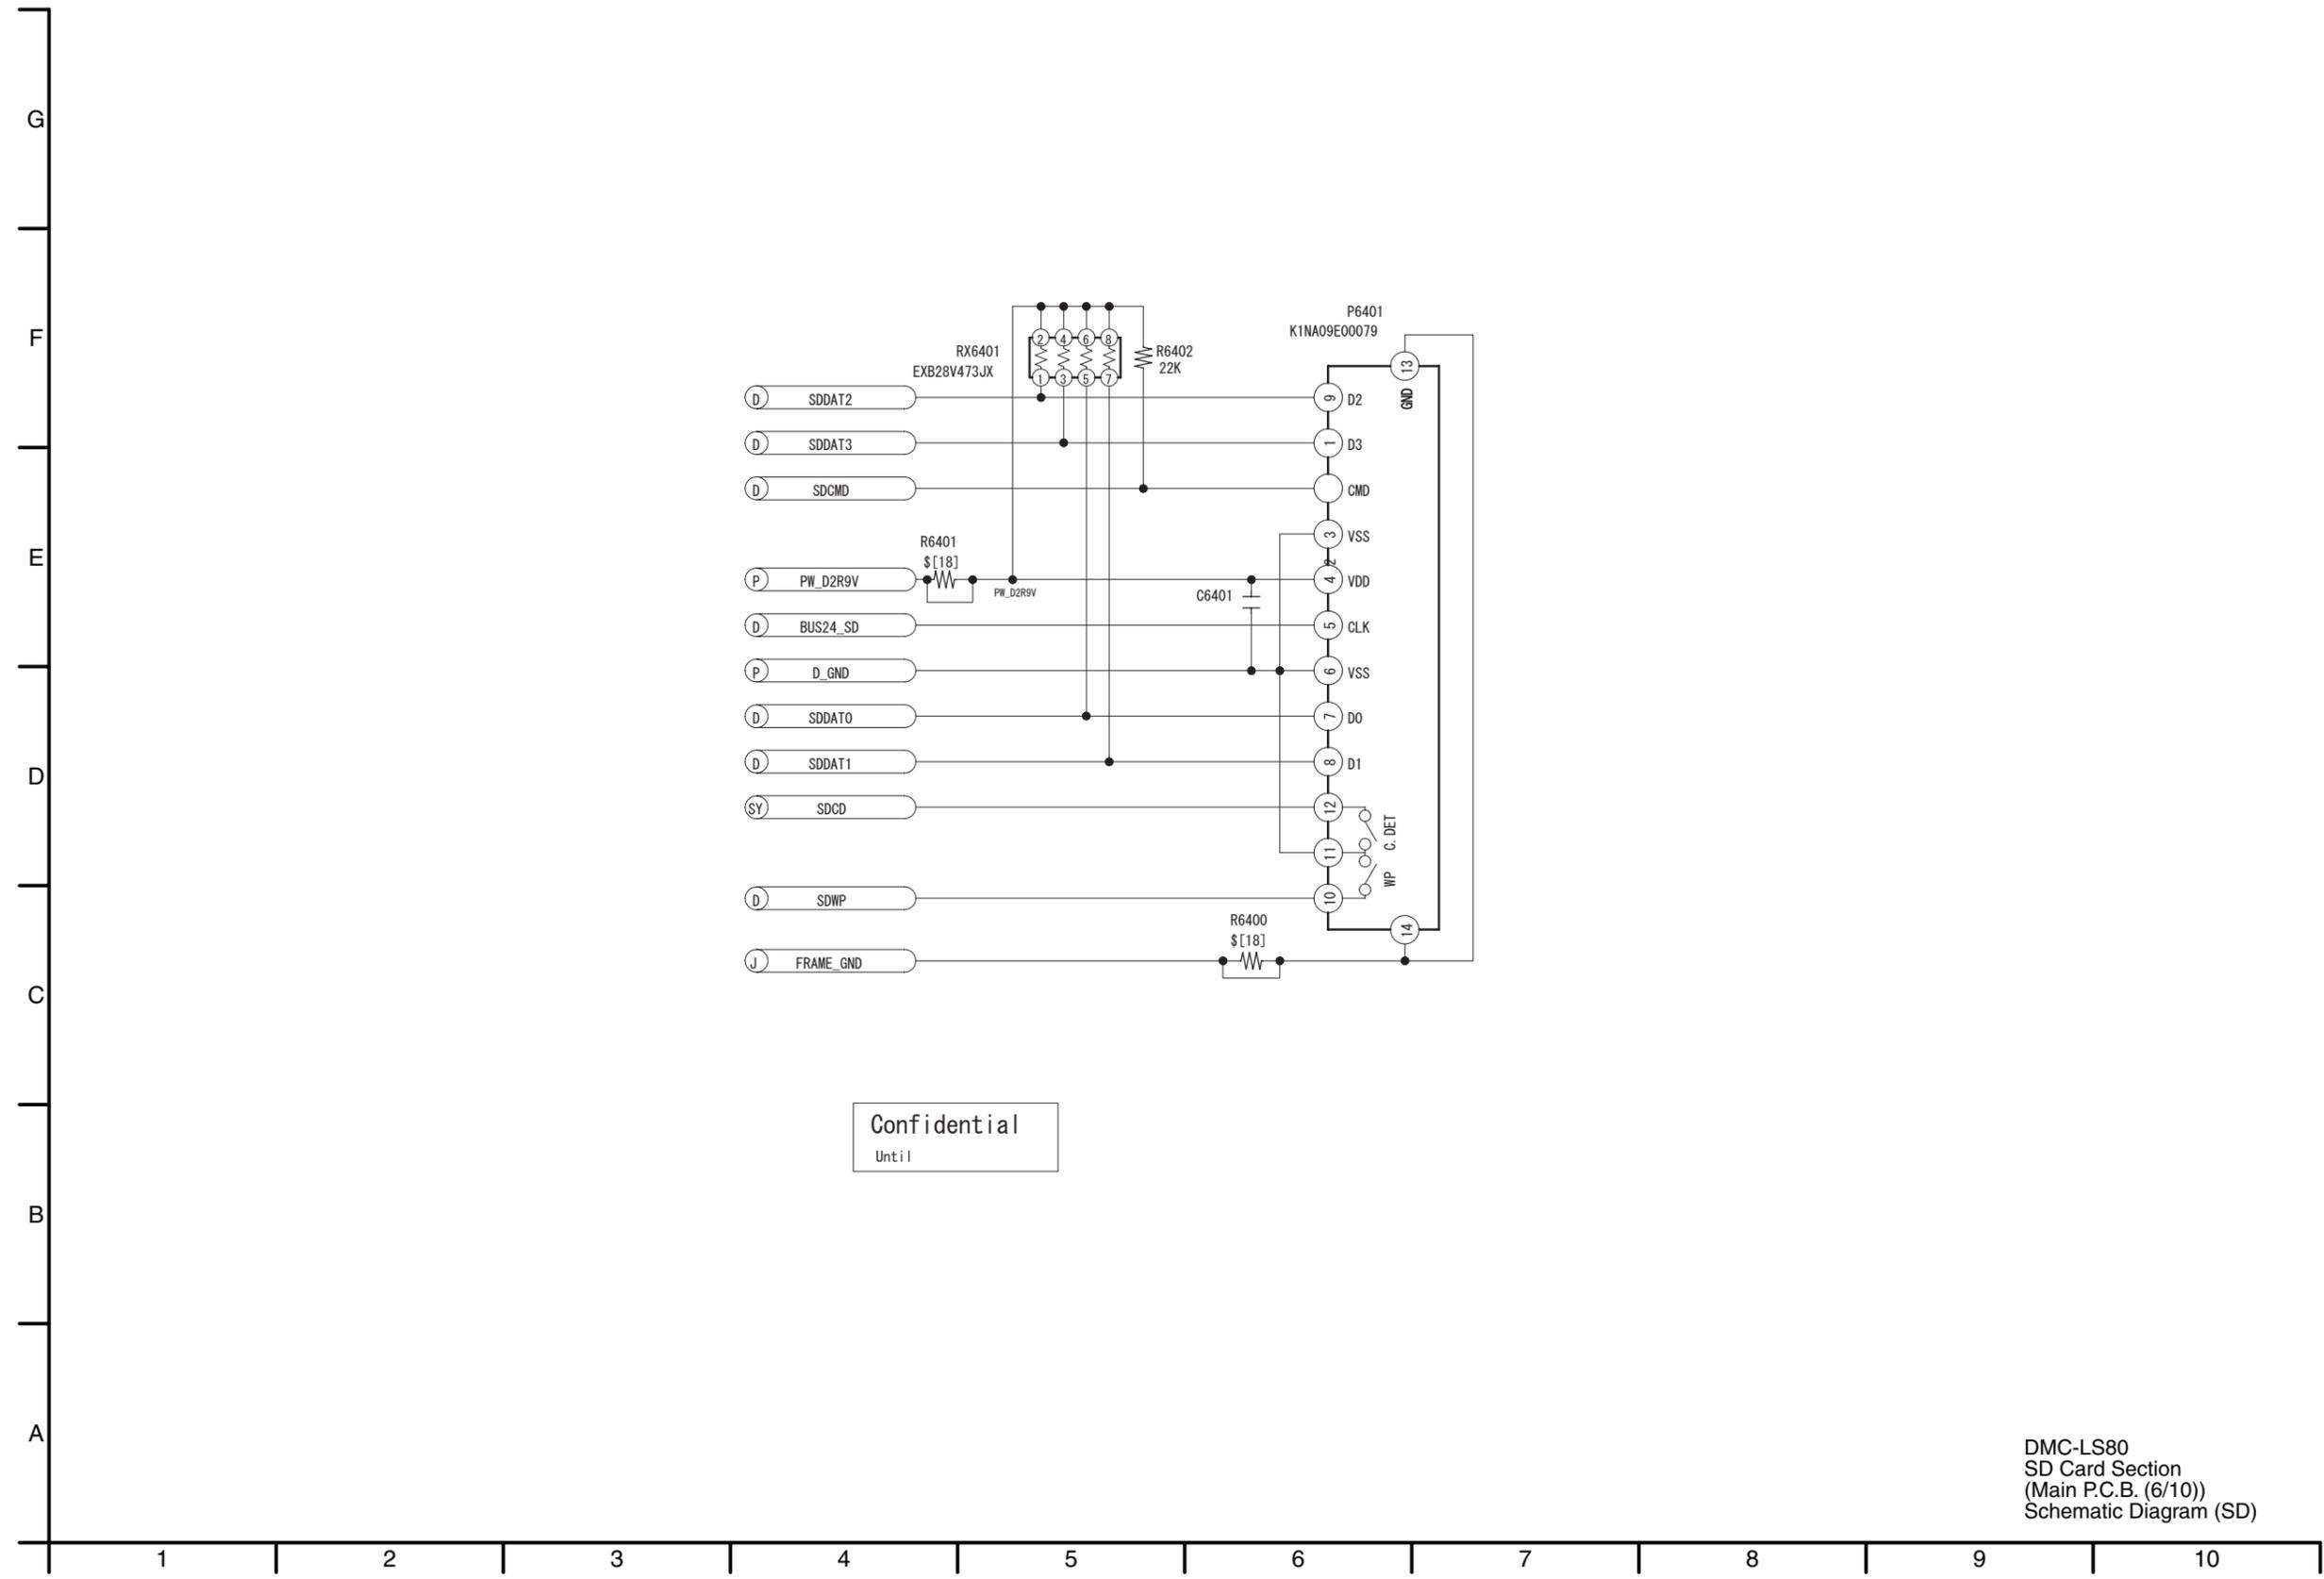 G
F
E
D
C
B
A
P6401
K1NA09E00079
RX6401
EXB28V473JX
2 4 6 8
1 3 5 7
R6402
22K
13
GND
D SDDAT2 9 D2
D SDDAT3 1 D3
D SDCMD CMD
3 VSS
2
R6401
$[18]
P PW_D2R9V 4 VDD
PW_D2R9V
C6401
D BUS24_SD 5 CLK
P D_GND 6 VSS
D SDDAT0 7 D0
D SDDAT1 8 D1
SY SDCD 12
C.DET
11
WP
D SDWP 10
14
R6400
$[18]
J FRAME_GND
Confidential
Until
DMC-LS80
SD Card Section
(Main P.C.B. (6/10))
Schematic Diagram (SD)
1 2 3 4 5 6 7 8 9 10